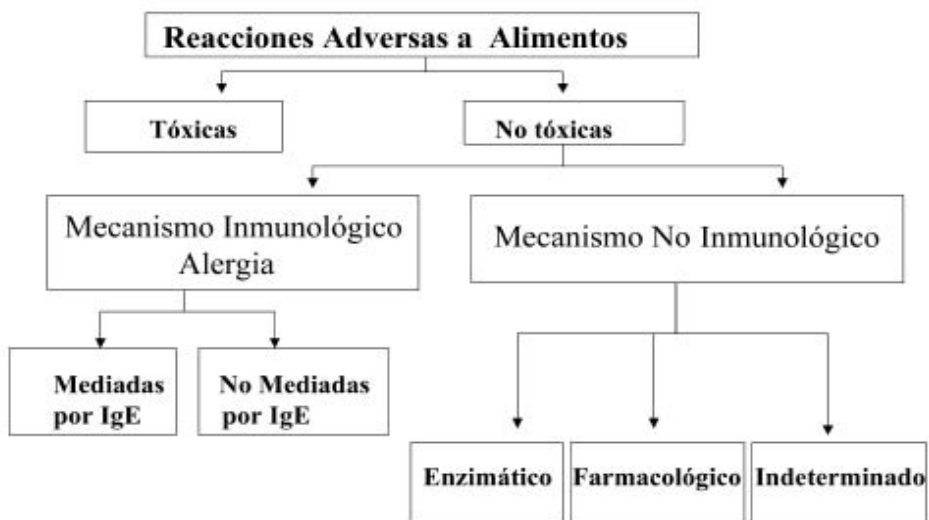 Reacciones Adversas a Alimentos
Tóxicas
No tóxicas
Mecanismo Inmunológico
Alergia
Mecanismo No Inmunológico
Mediadas
por IgE
No Mediadas
por IgE
Enzimático
Farmacológico
Indeterminado